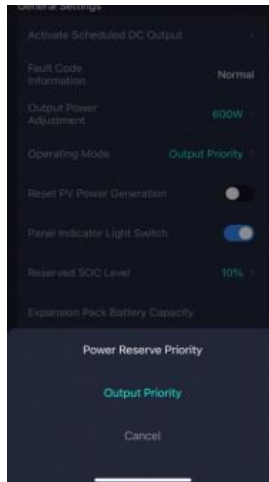 General Settings
Activate Scheduled DC Output
Fault Code
Information
Normal
Output Power
Adjustment
600W
Operating Mode
Output Priority
Reset PV Power Generation
Panel Indicator Light Switch
Reserved SOC Level
10%
Expansion Pack Battery Capacity
Power Reserve Priority
Output Priority
Cancel